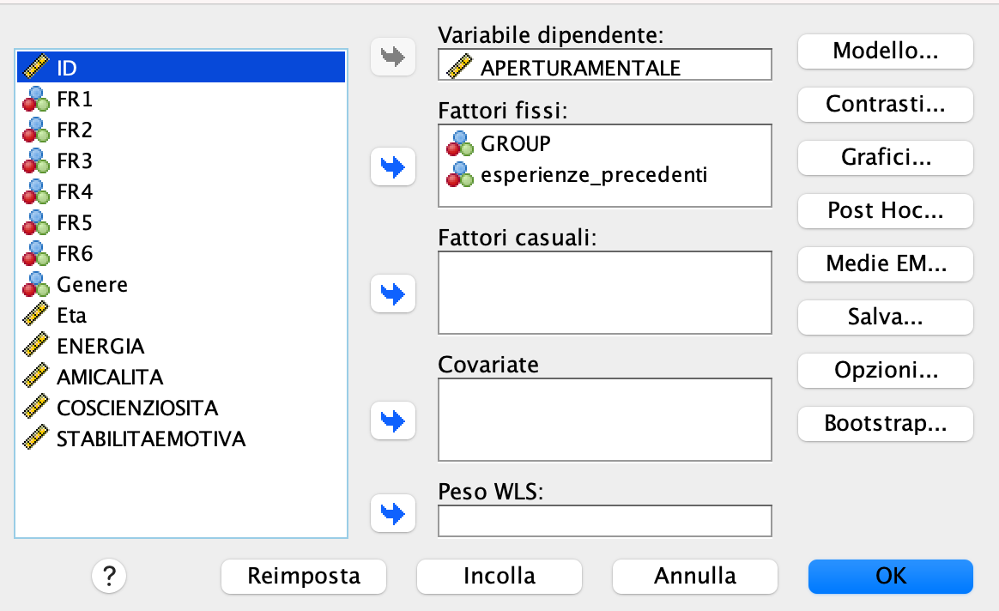 ID
FR1
FR2
FR3
FR4
FR5
FR6
Genere
Eta
ENERGIA
AMICALITA
COSCIENZIOSITA
STABILITAEMOTIVA
Variabile dipendente:
APERTURAMENTALE
Fattori fissi:
GROUP
esperienze_precedenti
Fattori casuali:
Covariate
Peso WLS:
Modello...
Contrasti...
Grafici...
Post Hoc...
Medie EM...
Salva...
Opzioni...
Bootstrap...
?
Reimposta
Incolla
Annulla
OK